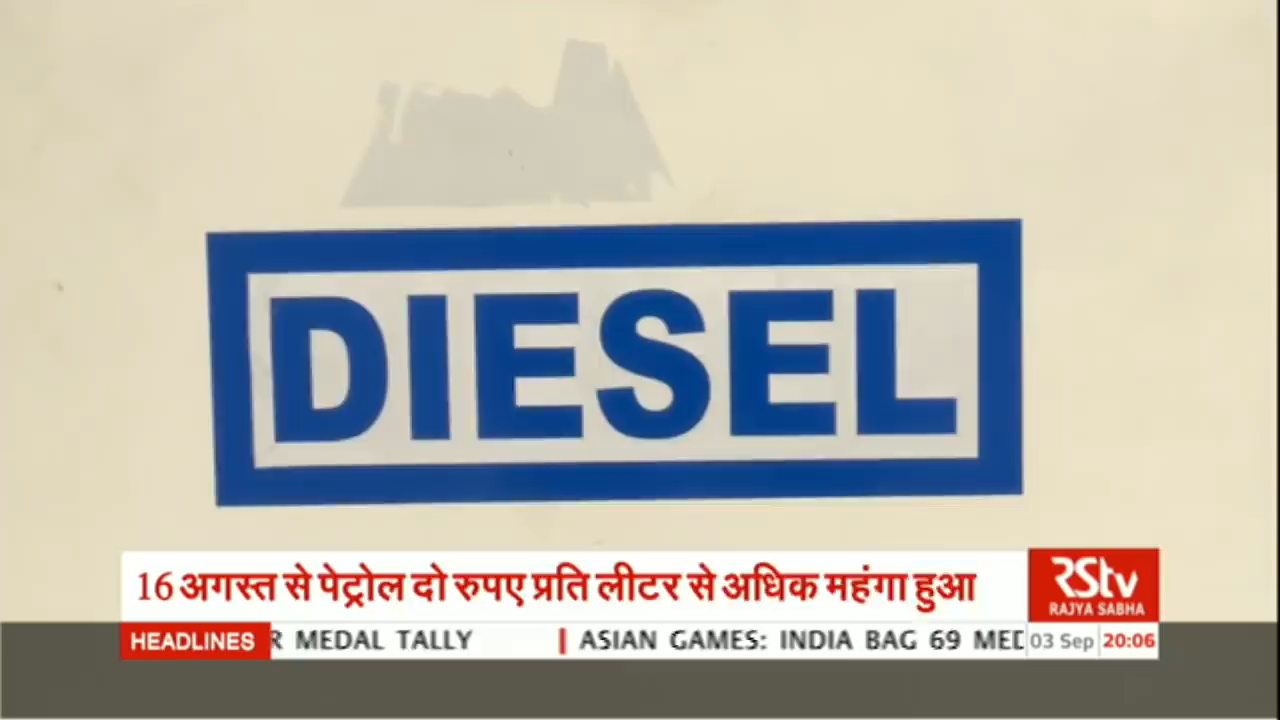 DIESEL
16 अगस्त से पेट्रोल दो रुपए प्रति लीटर से अधिक महंगा हुआ
RStv
RAJYA SABHA
HEADLINES R MEDAL TALLY | ASIAN GAMES: INDIA BAG 69 MED 03 Sep 20:06